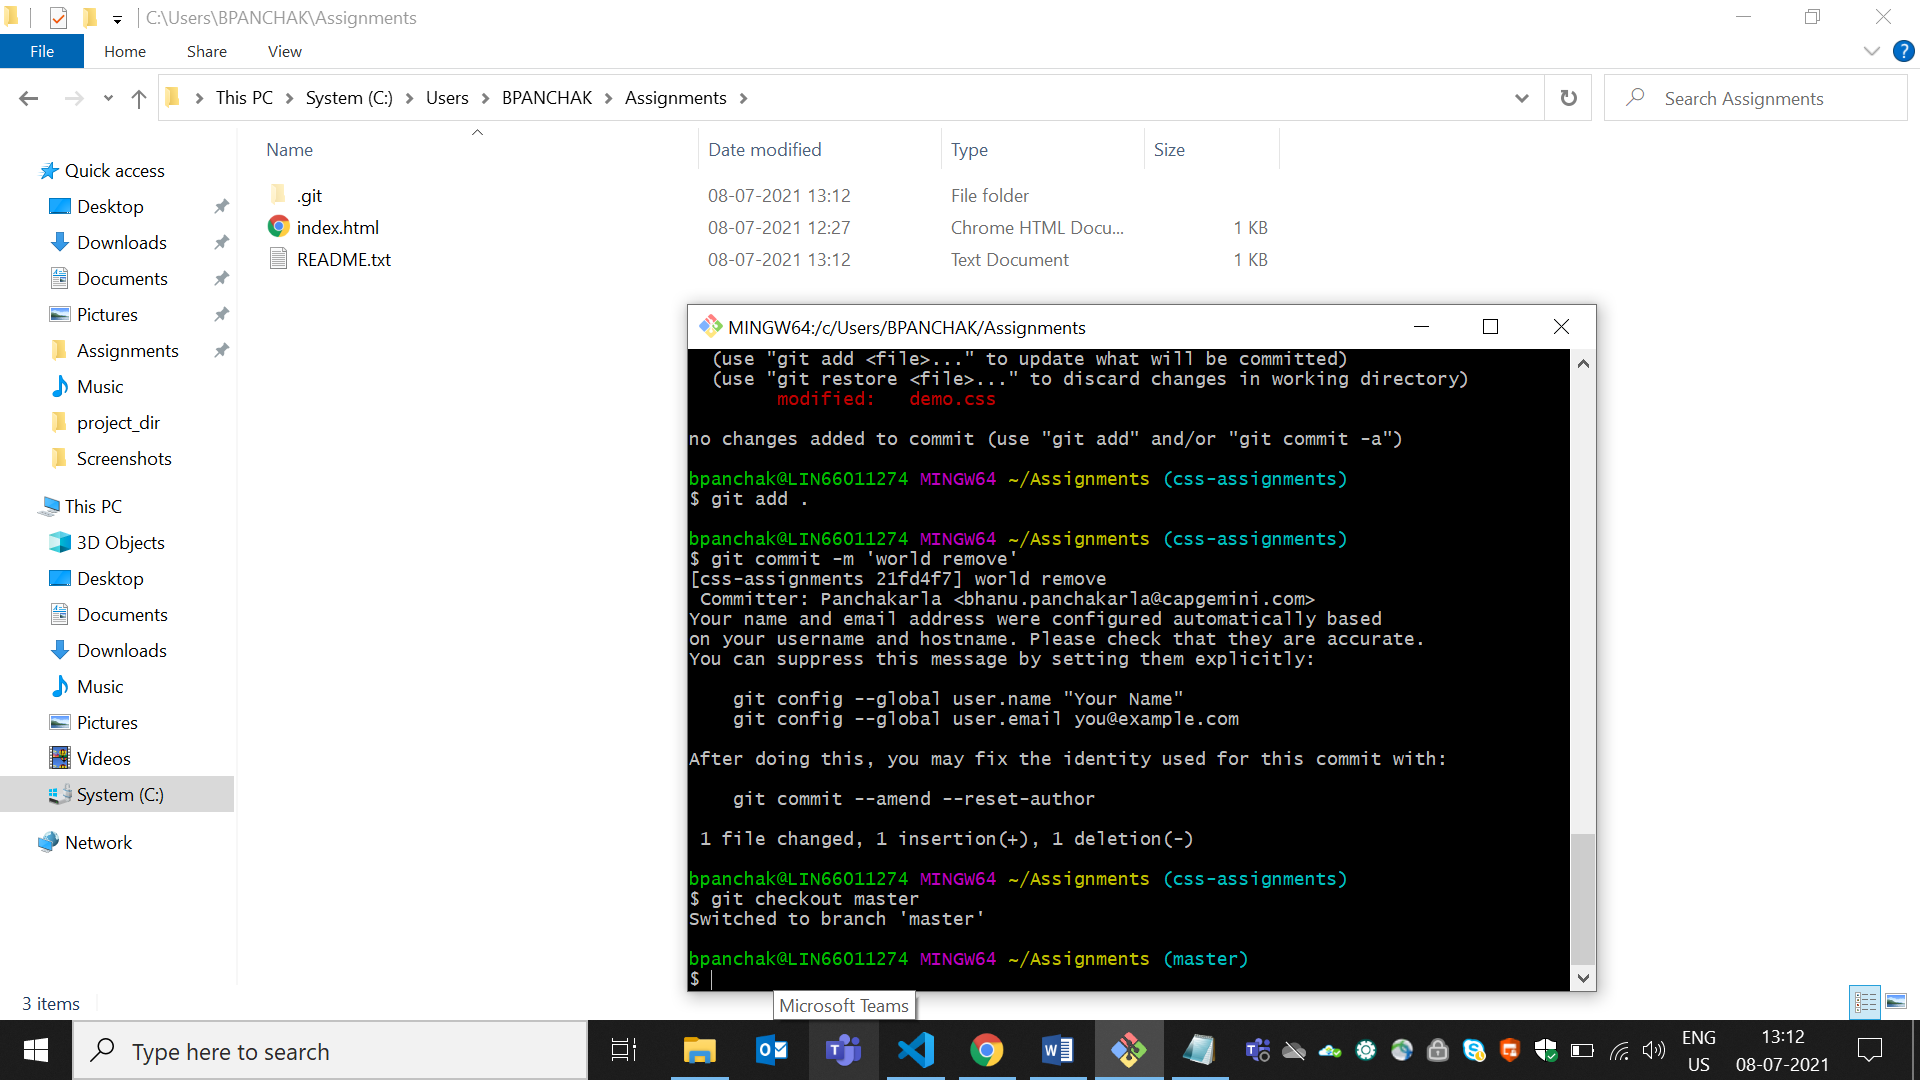 C:\Users\BPANCHAK\Assignments
File Home Share View
This PC System (C:) Users BPANCHAK Assignments
Search Assignments
Name Date modified Type Size
.git 08-07-2021 13:12 File folder
index.html 08-07-2021 12:27 Chrome HTML Docu... 1 KB
README.txt 08-07-2021 13:12 Text Document 1 KB
Quick access
Desktop
Downloads
Documents
Pictures
Assignments
Music
project_dir
Screenshots
This PC
3D Objects
Desktop
Documents
Downloads
Music
Pictures
Videos
System (C:)
Network
3 items
MINGW64:/c/Users/BPANCHAK/Assignments
(use "git add <file>..." to update what will be committed)
(use "git restore <file>..." to discard changes in working directory)
modified: demo.css
no changes added to commit (use "git add" and/or "git commit -a")
bpanchak@LIN66011274 MINGW64 ~/Assignments (css-assignments)
$ git add .
bpanchak@LIN66011274 MINGW64 ~/Assignments (css-assignments)
$ git commit -m 'world remove'
[css-assignments 21fd4f7] world remove
Committer: Panchakarla <bhanu.panchakarla@capgemini.com>
Your name and email address were configured automatically based
on your username and hostname. Please check that they are accurate.
You can suppress this message by setting them explicitly:
git config --global user.name "Your Name"
git config --global user.email you@example.com
After doing this, you may fix the identity used for this commit with:
git commit --amend --reset-author
1 file changed, 1 insertion(+), 1 deletion(-)
bpanchak@LIN66011274 MINGW64 ~/Assignments (css-assignments)
$ git checkout master
Switched to branch 'master'
bpanchak@LIN66011274 MINGW64 ~/Assignments (master)
$
Microsoft Teams
Type here to search
ENG
US
13:12
08-07-2021